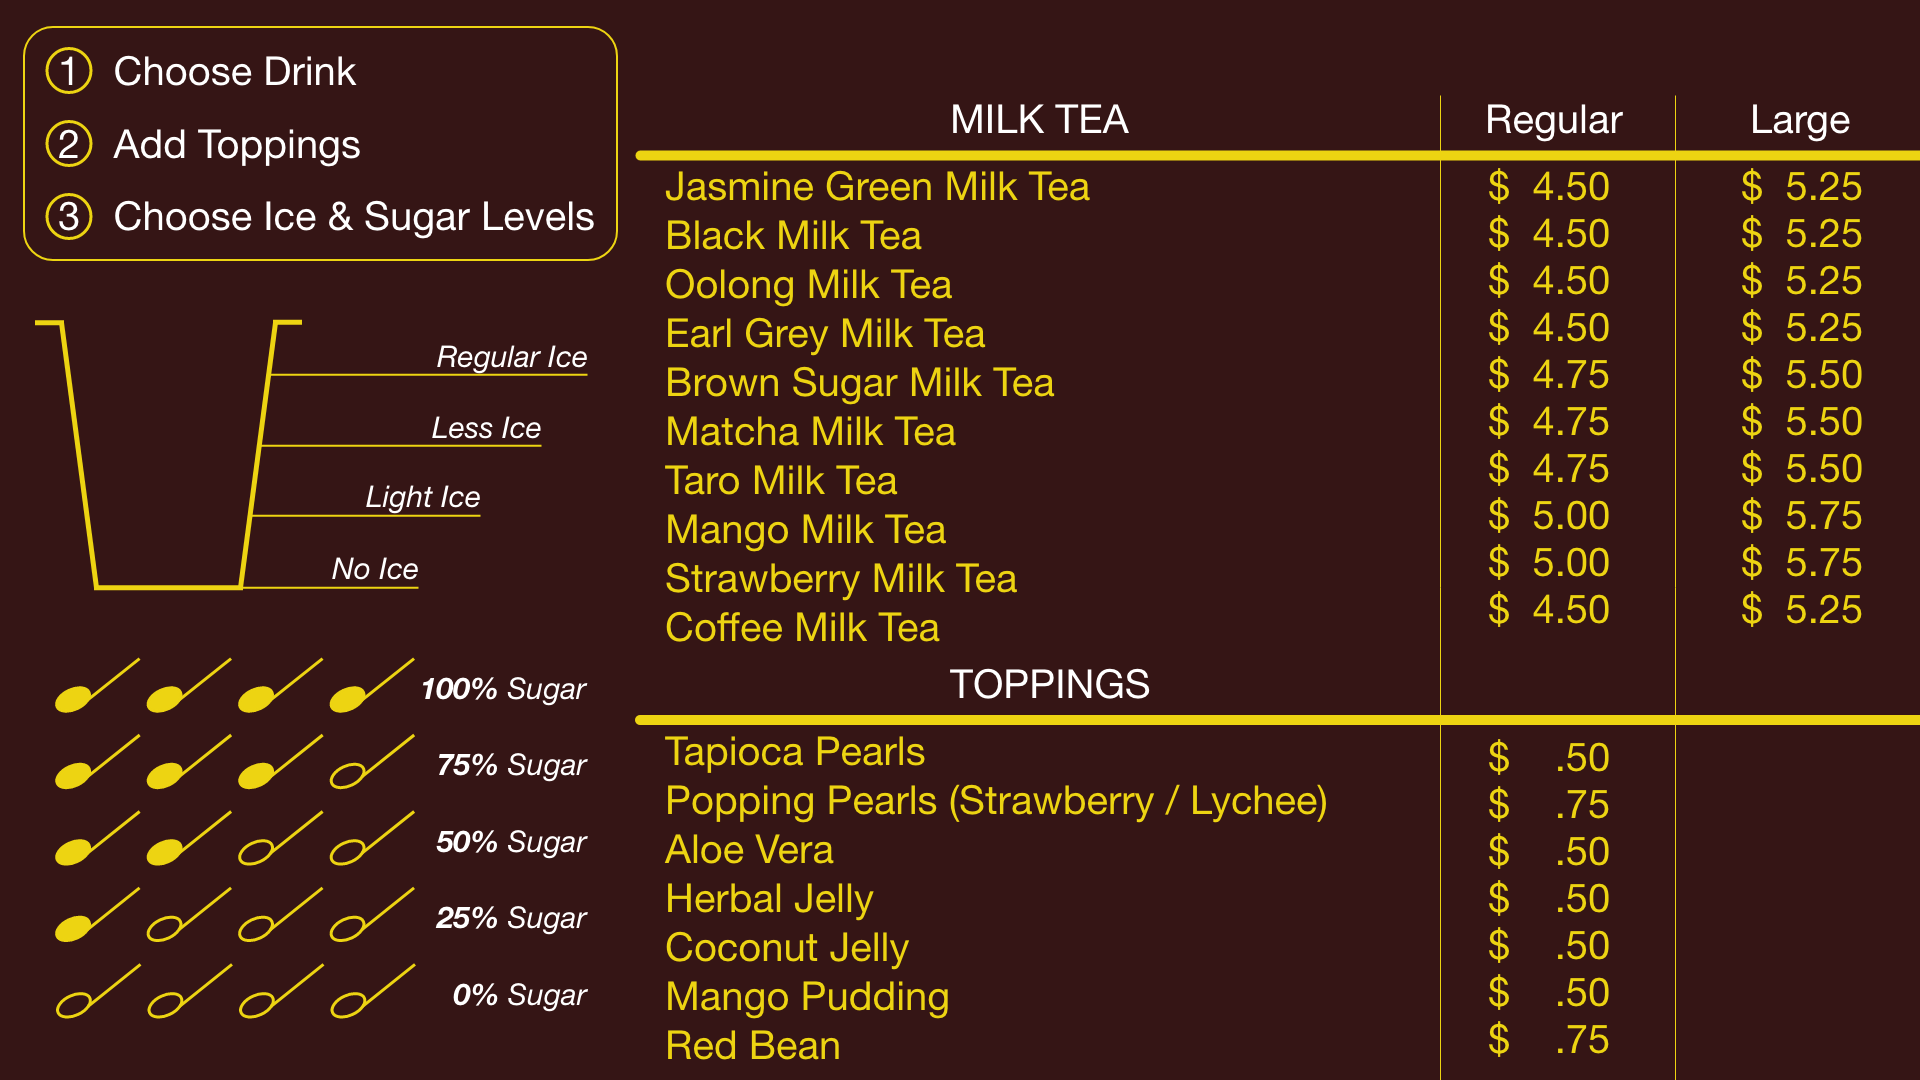 1 Choose Drink
2 Add Toppings
3 Choose Ice & Sugar Levels
Regular Ice
Less Ice
Light Ice
No Ice
100% Sugar
75% Sugar
50% Sugar
25% Sugar
0% Sugar
MILK TEA Regular Large
Jasmine Green Milk Tea $ 4.50 $ 5.25
Black Milk Tea $ 4.50 $ 5.25
Oolong Milk Tea $ 4.50 $ 5.25
Earl Grey Milk Tea $ 4.50 $ 5.25
Brown Sugar Milk Tea $ 4.75 $ 5.50
Matcha Milk Tea $ 4.75 $ 5.50
Taro Milk Tea $ 4.75 $ 5.50
Mango Milk Tea $ 5.00 $ 5.75
Strawberry Milk Tea $ 5.00 $ 5.75
Coffee Milk Tea $ 4.50 $ 5.25
TOPPINGS
Tapioca Pearls $ .50
Popping Pearls (Strawberry / Lychee) $ .75
Aloe Vera $ .50
Herbal Jelly $ .50
Coconut Jelly $ .50
Mango Pudding $ .50
Red Bean $ .75